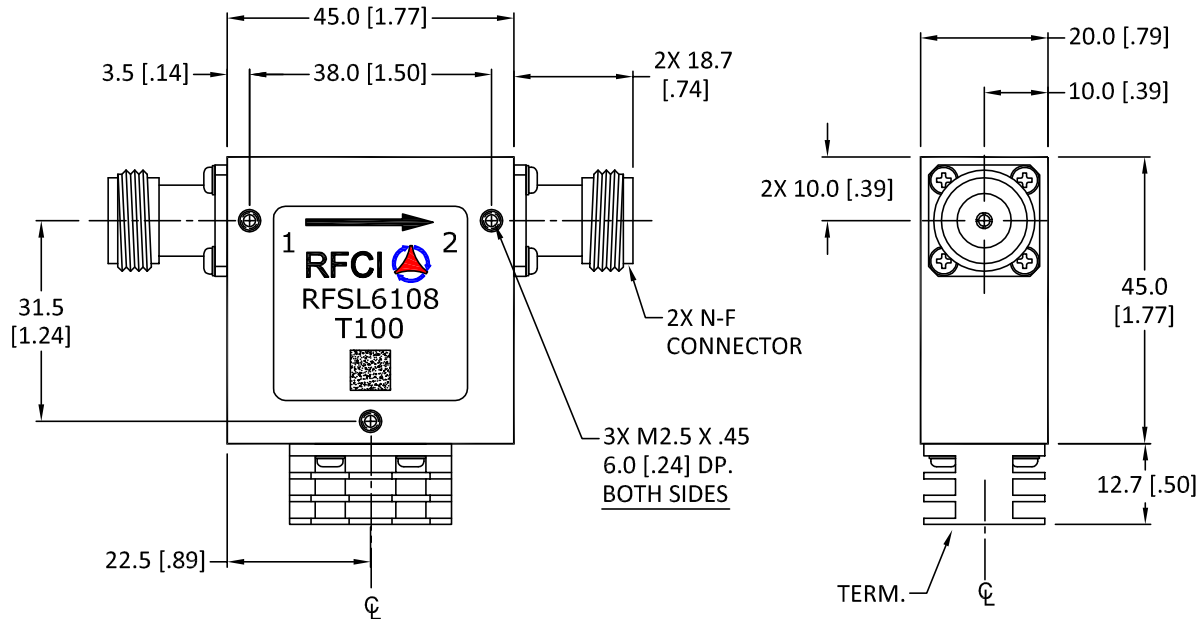 45.0 [1.77]
3.5 [.14]
38.0 [1.50]
2X 18.7
[.74]
20.0 [.79]
10.0 [.39]
2X 10.0 [.39]
1
2
RFCI
RFSL6108
T100
31.5
[1.24]
2X N-F
CONNECTOR
45.0
[1.77]
3X M2.5 X .45
6.0 [.24] DP.
BOTH SIDES
12.7 [.50]
22.5 [.89]
TERM.
℄
℄